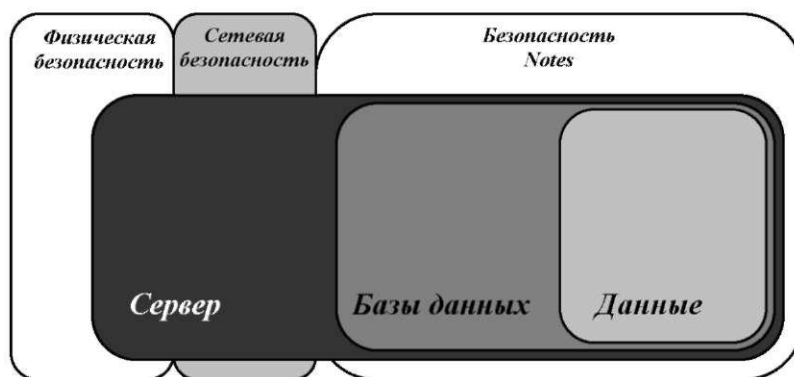 Физическая
безопасность
Сетевая
безопасность
Безопасность
Notes
Сервер
Базы данных
Данные